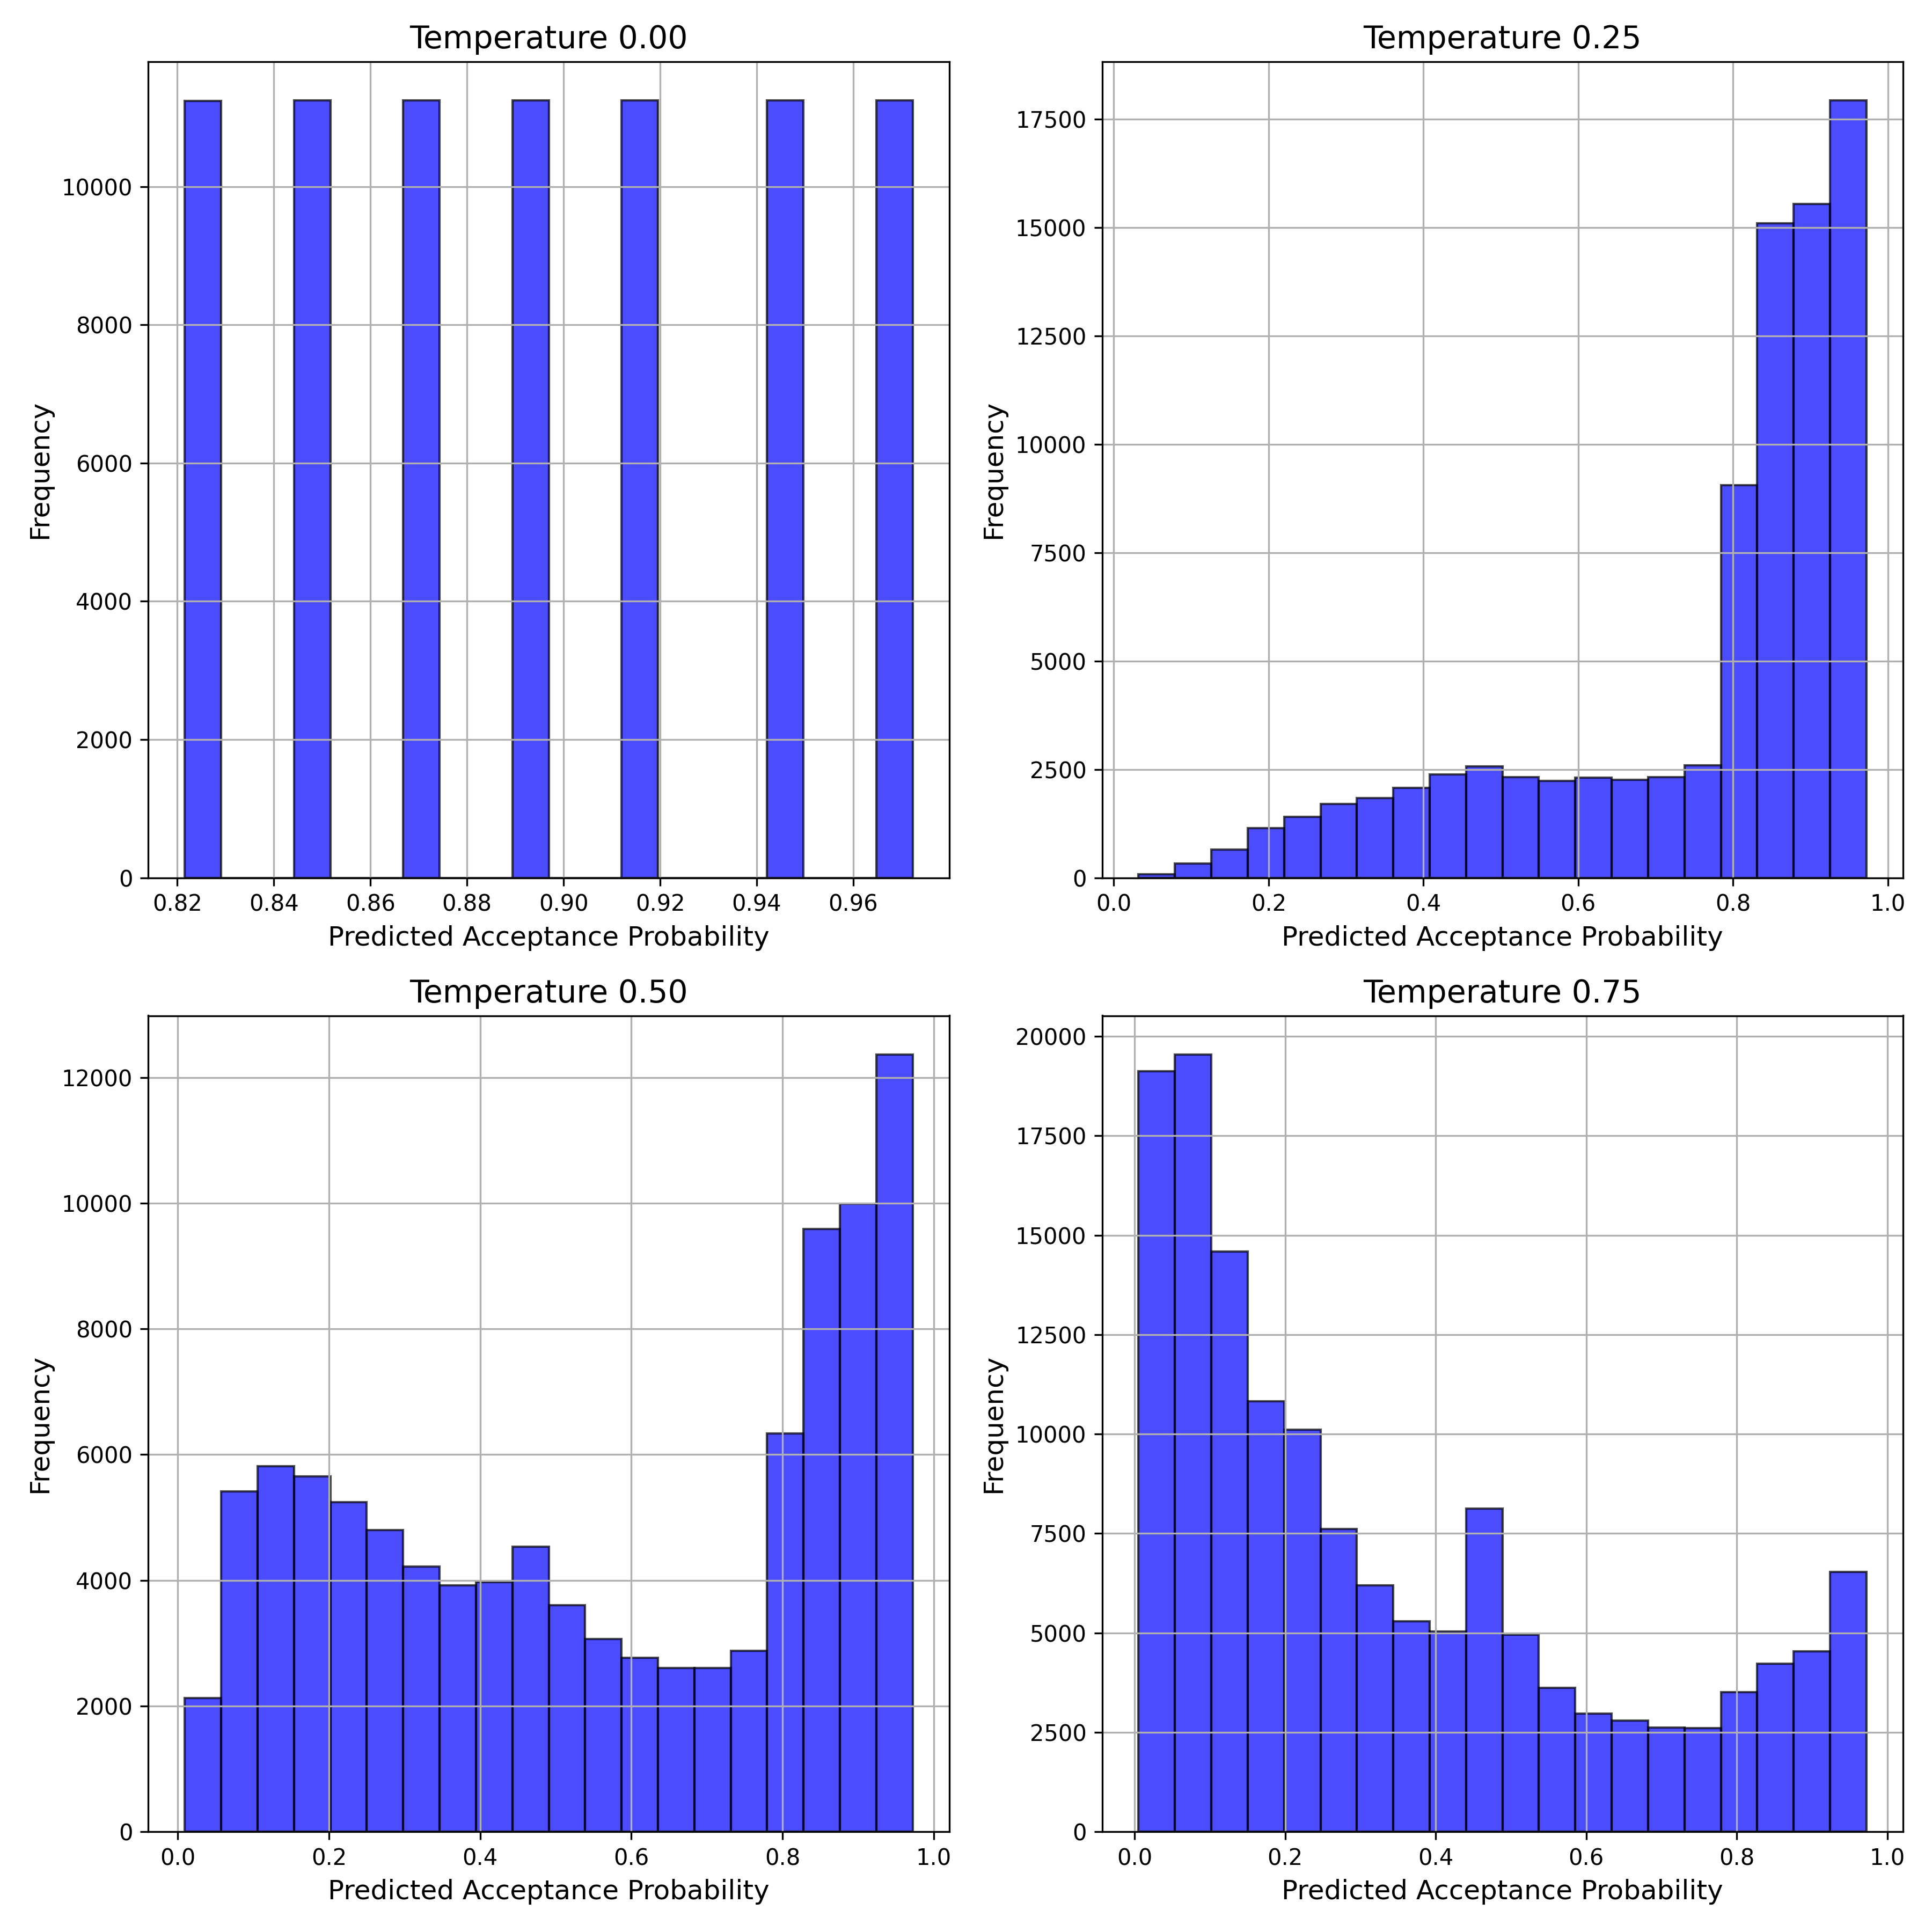 Temperature 0.00
Frequency
10000
8000
6000
4000
2000
0
0.82 0.84 0.86 0.88 0.90 0.92 0.94 0.96
Predicted Acceptance Probability
Temperature 0.25
Frequency
17500
15000
12500
10000
7500
5000
2500
0
0.0 0.2 0.4 0.6 0.8 1.0
Predicted Acceptance Probability
Temperature 0.50
Frequency
12000
10000
8000
6000
4000
2000
0
0.0 0.2 0.4 0.6 0.8 1.0
Predicted Acceptance Probability
Temperature 0.75
Frequency
20000
17500
15000
12500
10000
7500
5000
2500
0
0.0 0.2 0.4 0.6 0.8 1.0
Predicted Acceptance Probability